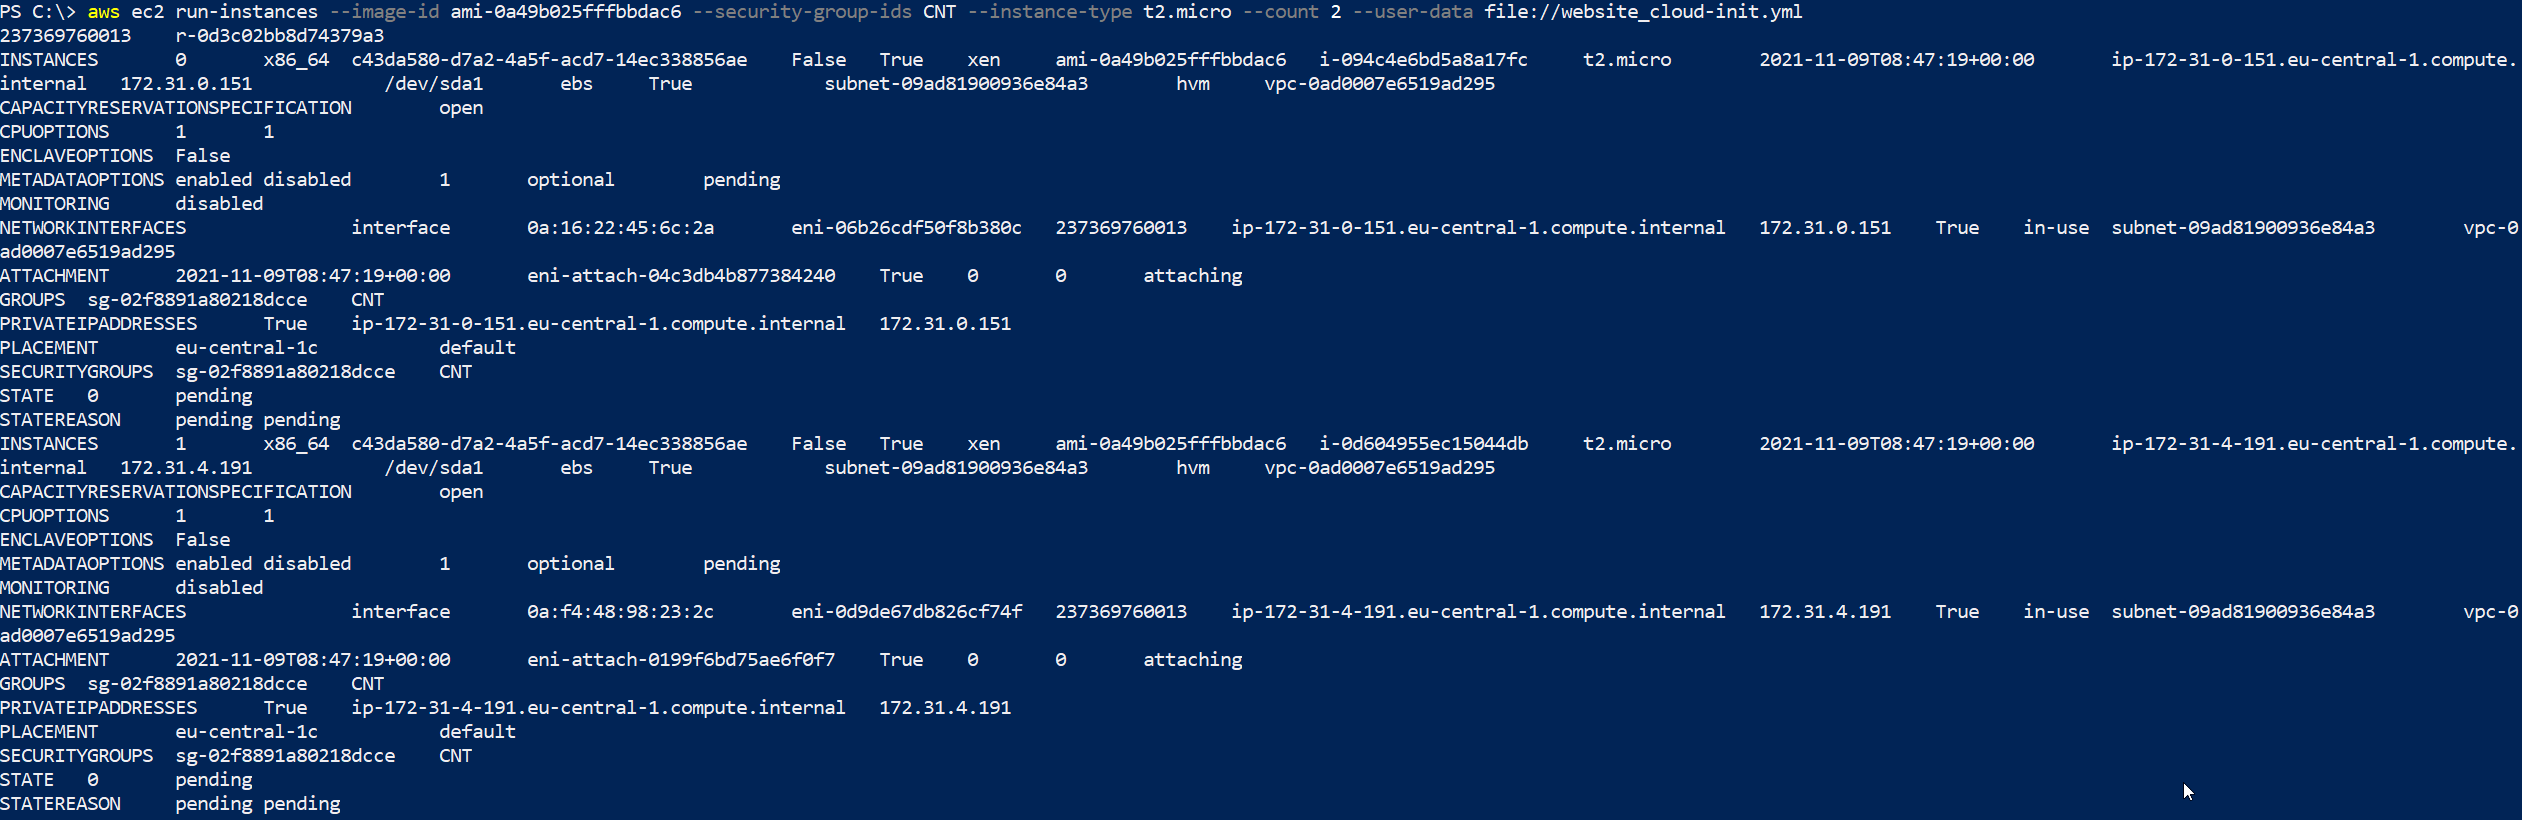 PS C:\> aws ec2 run-instances --image-id ami-0a49b025fffbbdac6 --security-group-ids CNT --instance-type t2.micro --count 2 --user-data file://website_cloud-init.yml
237369760013    r-0d3c02bb8d74379a3
INSTANCES       0       x86_64  c43da580-d7a2-4a5f-acd7-14ec338856ae    False   True    xen     ami-0a49b025fffbbdac6   i-094c4e6bd5a8a17fc     t2.micro        2021-11-09T08:47:19+00:00       ip-172-31-0-151.eu-central-1.compute.
internal   172.31.0.151            /dev/sda1       ebs     True            subnet-09ad81900936e84a3        hvm     vpc-0ad0007e6519ad295
CAPACITYRESERVATIONSPECIFICATION        open
CPUOPTIONS      1       1
ENCLAVEOPTIONS  False
METADATAOPTIONS enabled disabled        1       optional        pending
MONITORING      disabled
NETWORKINTERFACES               interface       0a:16:22:45:6c:2a       eni-06b26cdf50f8b380c   237369760013    ip-172-31-0-151.eu-central-1.compute.internal   172.31.0.151    True    in-use  subnet-09ad81900936e84a3        vpc-0
ad0007e6519ad295
ATTACHMENT      2021-11-09T08:47:19+00:00       eni-attach-04c3db4b877384240    True    0       0       attaching
GROUPS  sg-02f8891a80218dcce    CNT
PRIVATEIPADDRESSES      True    ip-172-31-0-151.eu-central-1.compute.internal   172.31.0.151
PLACEMENT       eu-central-1c           default
SECURITYGROUPS  sg-02f8891a80218dcce    CNT
STATE   0       pending
STATEREASON     pending pending
INSTANCES       1       x86_64  c43da580-d7a2-4a5f-acd7-14ec338856ae    False   True    xen     ami-0a49b025fffbbdac6   i-0d604955ec15044db     t2.micro        2021-11-09T08:47:19+00:00       ip-172-31-4-191.eu-central-1.compute.
internal   172.31.4.191            /dev/sda1       ebs     True            subnet-09ad81900936e84a3        hvm     vpc-0ad0007e6519ad295
CAPACITYRESERVATIONSPECIFICATION        open
CPUOPTIONS      1       1
ENCLAVEOPTIONS  False
METADATAOPTIONS enabled disabled        1       optional        pending
MONITORING      disabled
NETWORKINTERFACES               interface       0a:f4:48:98:23:2c       eni-0d9de67db826cf74f   237369760013    ip-172-31-4-191.eu-central-1.compute.internal   172.31.4.191    True    in-use  subnet-09ad81900936e84a3        vpc-0
ad0007e6519ad295
ATTACHMENT      2021-11-09T08:47:19+00:00       eni-attach-0199f6bd75ae6f0f7    True    0       0       attaching
GROUPS  sg-02f8891a80218dcce    CNT
PRIVATEIPADDRESSES      True    ip-172-31-4-191.eu-central-1.compute.internal   172.31.4.191
PLACEMENT       eu-central-1c           default
SECURITYGROUPS  sg-02f8891a80218dcce    CNT
STATE   0       pending
STATEREASON     pending pending